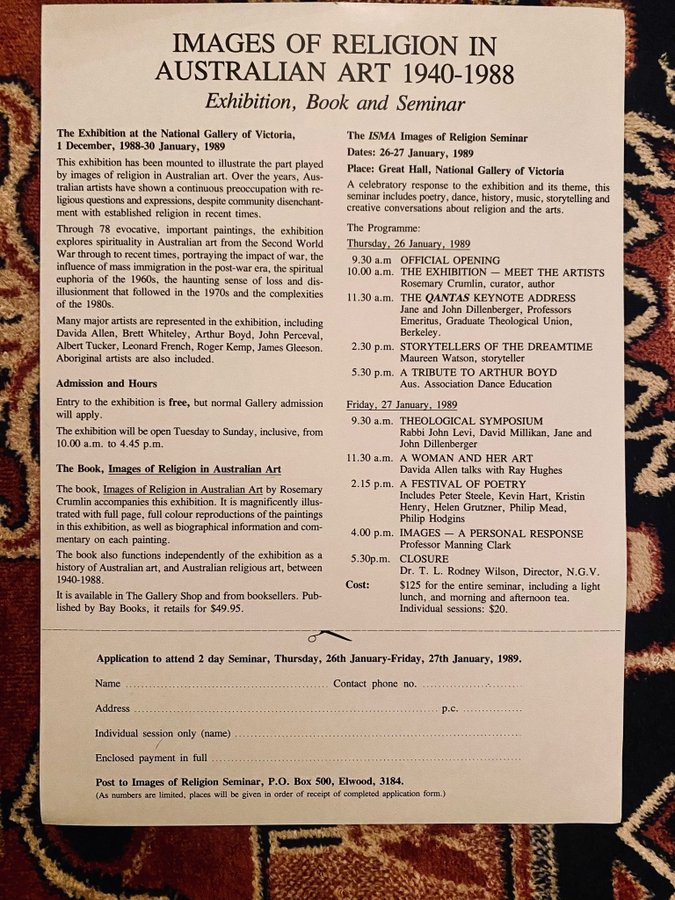 IMAGES OF RELIGION IN
AUSTRALIAN ART 1940-1988
Exhibition, Book and Seminar
The Exhibition at the National Gallery of Victoria,
1 December, 1988-30 January, 1989
This exhibition has been mounted to illustrate the part played
by images of religion in Australian art. Over the years, Aus-
tralian artists have shown a continuous preoccupation with re-
ligious questions and expressions, despite community disenchant-
ment with established religion in recent times.
Through 78 evocative, important paintings, the exhibition
explores spirituality in Australian art from the Second World
War through to recent times, portraying the impact of war, the
influence of mass immigration in the post-war era, the spiritual
euphoria of the 1960s, the haunting sense of loss and dis-
illusionment that followed in the 1970s and the complexities
of the 1980s.
Many major artists are represented in the exhibition, including
Davida Allen, Brett Whiteley, Arthur Boyd, John Perceval,
Albert Tucker, Leonard French, Roger Kemp, James Gleeson.
Aboriginal artists are also included.
Admission and Hours
Entry to the exhibition is free, but normal Gallery admission
will apply.
The exhibition will be open Tuesday to Sunday, inclusive, from
10.00 a.m. to 4.45 p.m.
The Book, Images of Religion in Australian Art
The book, Images of Religion in Australian Art by Rosemary
Crumlin accompanies this exhibition. It is magnificently illus-
trated with full page, full colour reproductions of the paintings
in this exhibition, as well as biographical information and com-
mentary on each painting.
The book also functions independently of the exhibition as a
history of Australian art, and Australian religious art, between
1940-1988.
It is available in The Gallery Shop and from booksellers. Pub-
lished by Bay Books, it retails for $49.95.
The ISMA Images of Religion Seminar
Dates: 26-27 January, 1989
Place: Great Hall, National Gallery of Victoria
A celebratory response to the exhibition and its theme, this
seminar includes poetry, dance, history, music, storytelling and
creative conversations about religion and the arts.
The Programme:
Thursday, 26 January, 1989
9.30 a.m OFFICIAL OPENING
10.00 a.m. THE EXHIBITION — MEET THE ARTISTS
Rosemary Crumlin, curator, author
11.30 a.m. THE QANTAS KEYNOTE ADDRESS
Jane and John Dillenberger, Professors
Emeritus, Graduate Theological Union,
Berkeley.
2.30 p.m. STORYTELLERS OF THE DREAMTIME
Maureen Watson, storyteller
5.30 p.m. A TRIBUTE TO ARTHUR BOYD
Aus. Association Dance Education
Friday, 27 January, 1989
9.30 a.m. THEOLOGICAL SYMPOSIUM
Rabbi John Levi, David Millikan, Jane and
John Dillenberger
11.30 a.m. A WOMAN AND HER ART
Davida Allen talks with Ray Hughes
2.15 p.m. A FESTIVAL OF POETRY
Includes Peter Steele, Kevin Hart, Kristin
Henry, Helen Grutzner, Philip Mead,
Philip Hodgins
4.00 p.m. IMAGES — A PERSONAL RESPONSE
Professor Manning Clark
5.30p.m. CLOSURE
Dr. T. L. Rodney Wilson, Director, N.G.V.
Cost: $125 for the entire seminar, including a light
lunch, and morning and afternoon tea.
Individual sessions: $20.
Application to attend 2 day Seminar, Thursday, 26th January-Friday, 27th January, 1989.
Name ........ Contact phone no. ........
Address ........ p.c. ........
Individual session only (name) ........
Enclosed payment in full ........
Post to Images of Religion Seminar, P.O. Box 500, Elwood, 3184.
(As numbers are limited, places will be given in order of receipt of completed application form.)